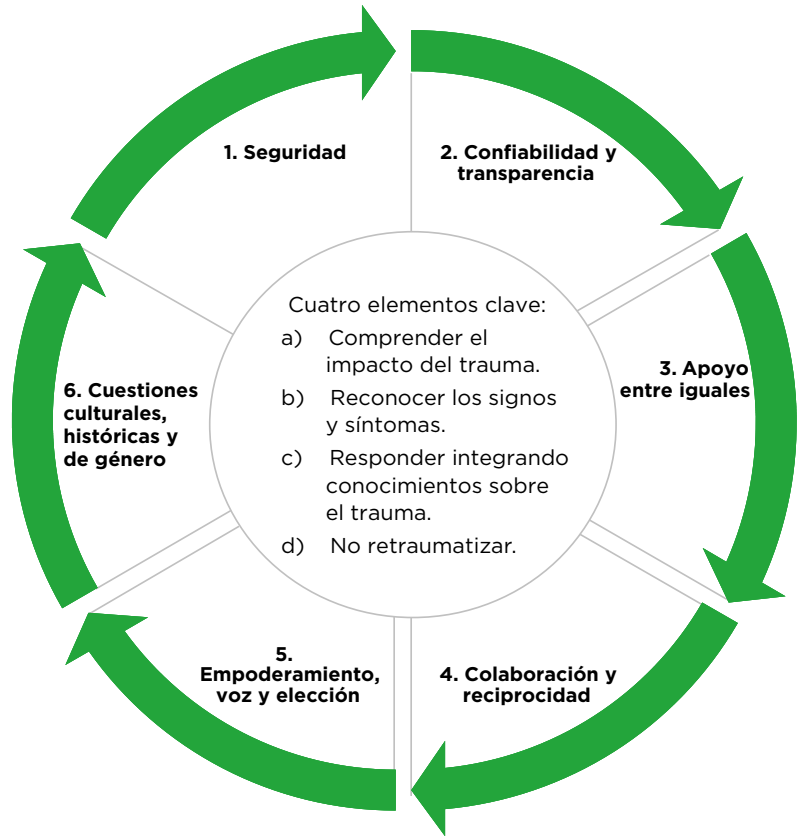 1. Seguridad
2. Confiabilidad y
transparencia
3. Apoyo
entre iguales
4. Colaboración y
reciprocidad
5.
Empoderamiento,
voz y elección
6. Cuestiones
culturales,
históricas y
de género
Cuatro elementos clave:
a) Comprender el
impacto del trauma.
b) Reconocer los signos
y síntomas.
c) Responder integrando
conocimientos sobre
el trauma.
d) No retraumatizar.